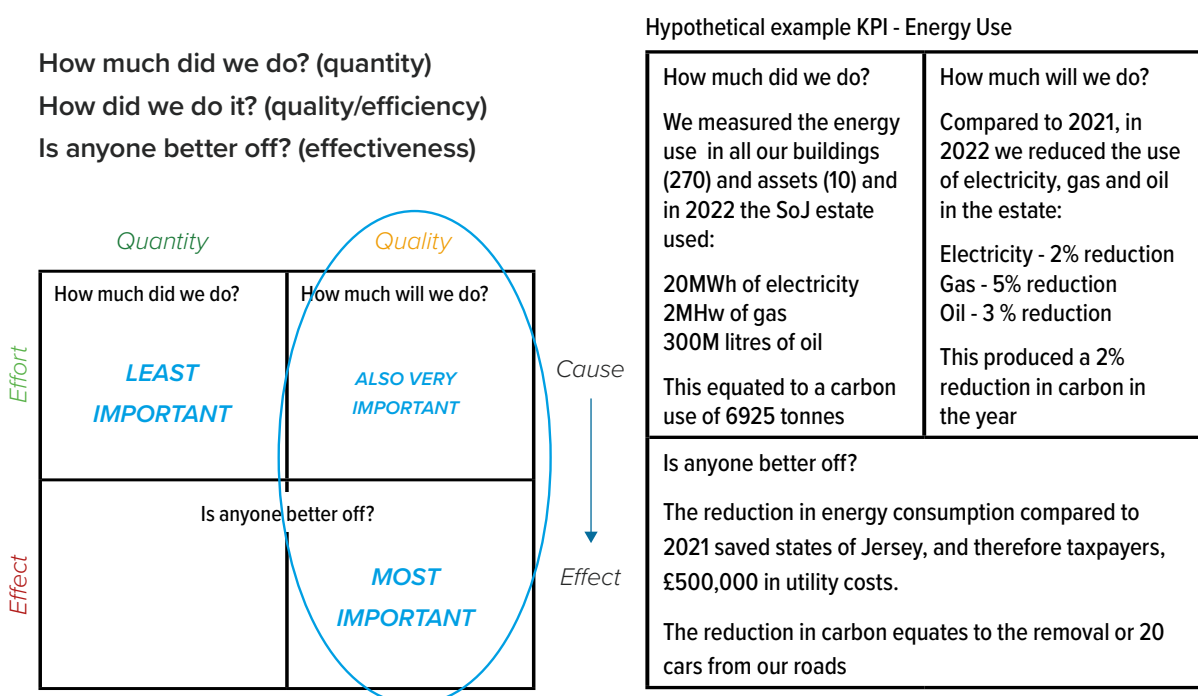 How much did we do? (quantity)
How did we do it? (quality/efficiency)
Is anyone better off? (effectiveness)
Quantity
Quality
Effort
Effect
How much did we do?
LEAST
IMPORTANT
How much will we do?
ALSO VERY
IMPORTANT
Is anyone better off?
MOST
IMPORTANT
Cause
Effect
Hypothetical example KPI - Energy Use
How much did we do?
We measured the energy
use in all our buildings
(270) and assets (10) and
in 2022 the SoJ estate
used:
20MWh of electricity
2MHw of gas
300M litres of oil
This equated to a carbon
use of 6925 tonnes
How much will we do?
Compared to 2021, in
2022 we reduced the use
of electricity, gas and oil
in the estate:
Electricity - 2% reduction
Gas - 5% reduction
Oil - 3 % reduction
This produced a 2%
reduction in carbon in
the year
Is anyone better off?
The reduction in energy consumption compared to
2021 saved states of Jersey, and therefore taxpayers,
£500,000 in utility costs.
The reduction in carbon equates to the removal or 20
cars from our roads